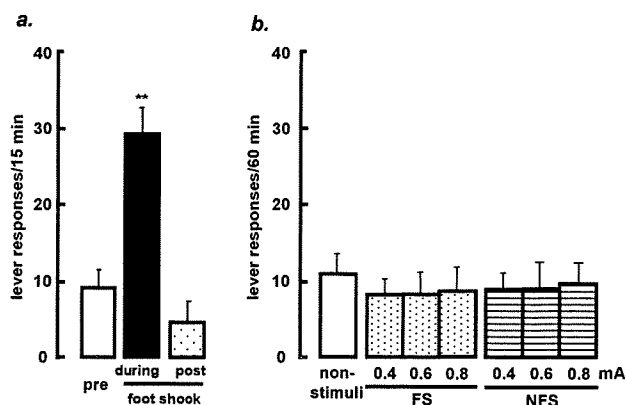 a.
lever responses/15 min
40
30
20
10
0
**
pre
during
post
foot shook
b.
lever responses/60 min
40
30
20
10
0
non-
stimuli
0.4 0.6 0.8
FS
0.4 0.6 0.8 mA
NFS